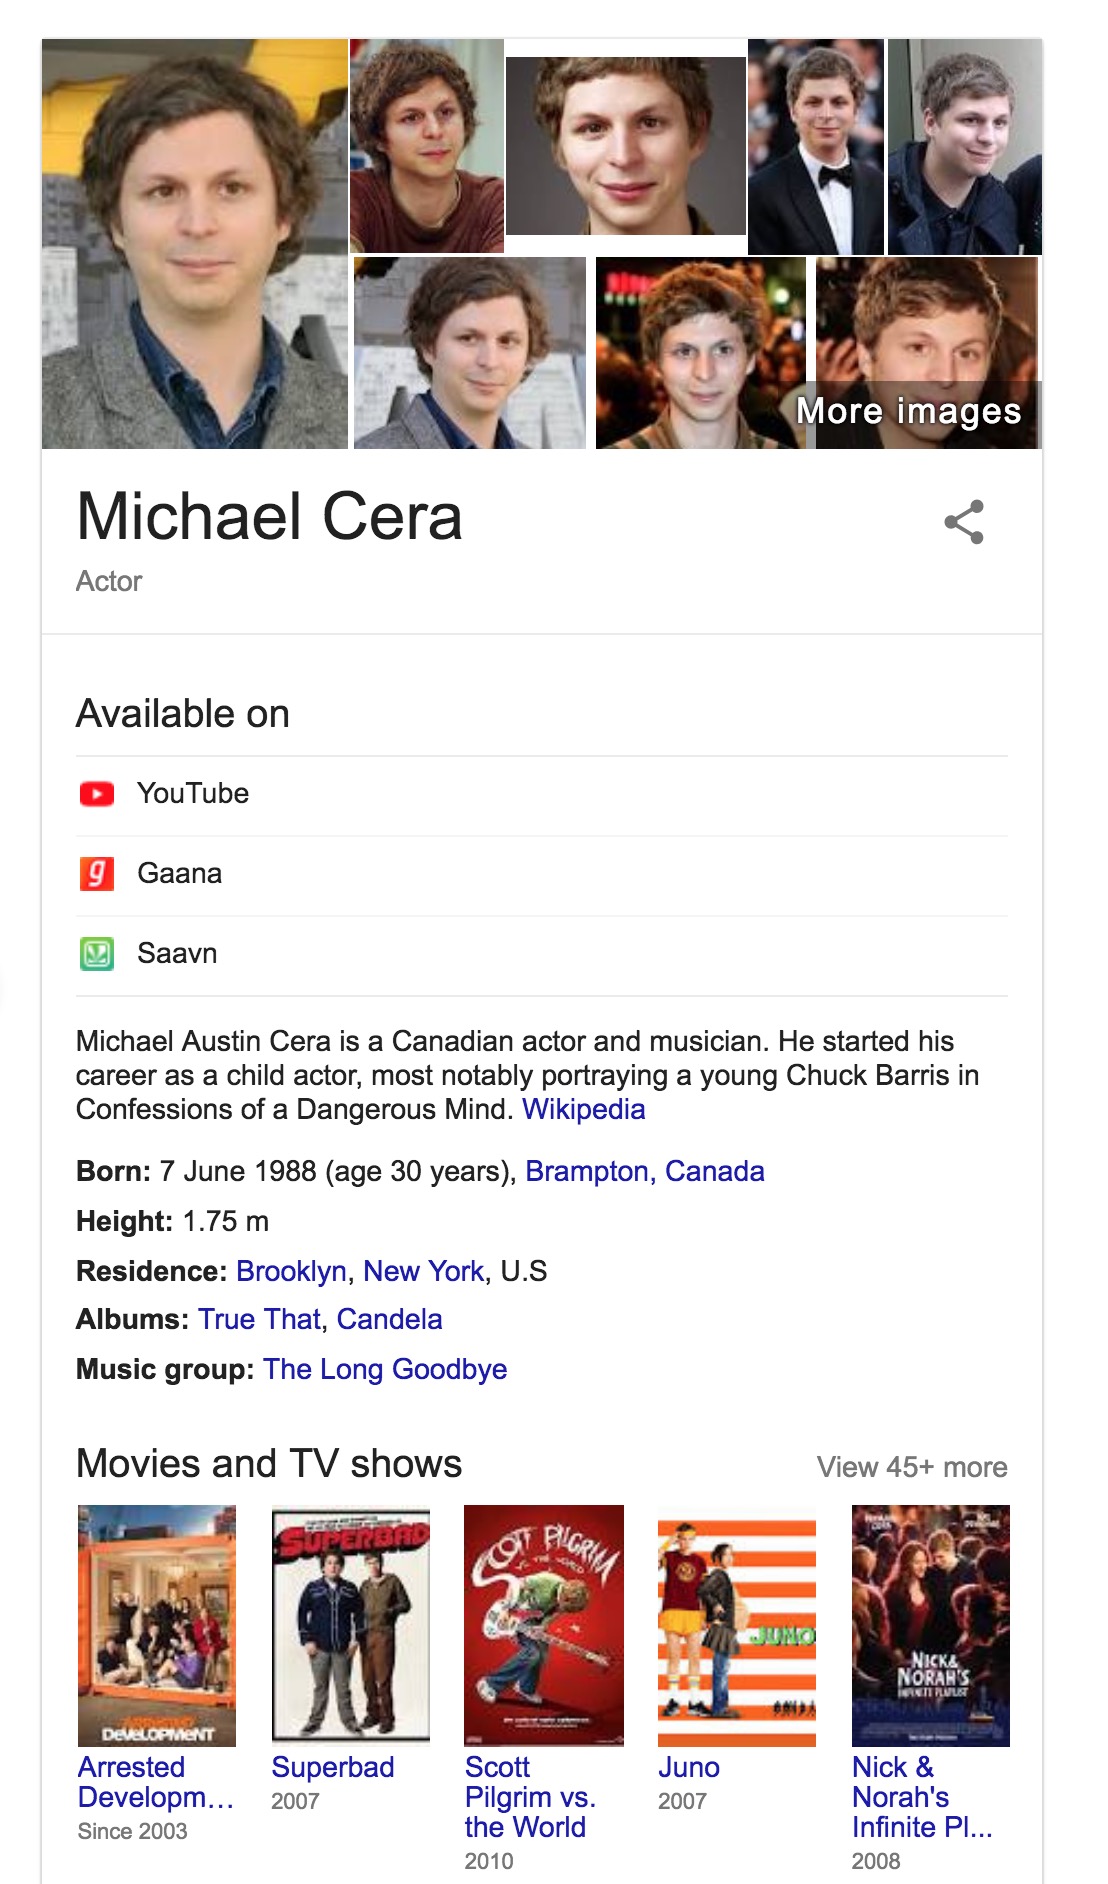 More images
Michael Cera
Actor
Available on
YouTube
Gaana
Saavn
Michael Austin Cera is a Canadian actor and musician. He started his
career as a child actor, most notably portraying a young Chuck Barris in
Confessions of a Dangerous Mind. Wikipedia
Born: 7 June 1988 (age 30 years), Brampton, Canada
Height: 1.75 m
Residence: Brooklyn, New York, U.S
Albums: True That, Candela
Music group: The Long Goodbye
Movies and TV shows
View 45+ more
DEVELOPMENT
SUPERBAD
SCOTT PILGRIM
VS. THE WORLD
JUNO
NICK &
NORAH'S
INFINITE PLAYLIST
Arrested
Developm...
Since 2003
Superbad
2007
Scott
Pilgrim vs.
the World
2010
Juno
2007
Nick &
Norah's
Infinite Pl...
2008